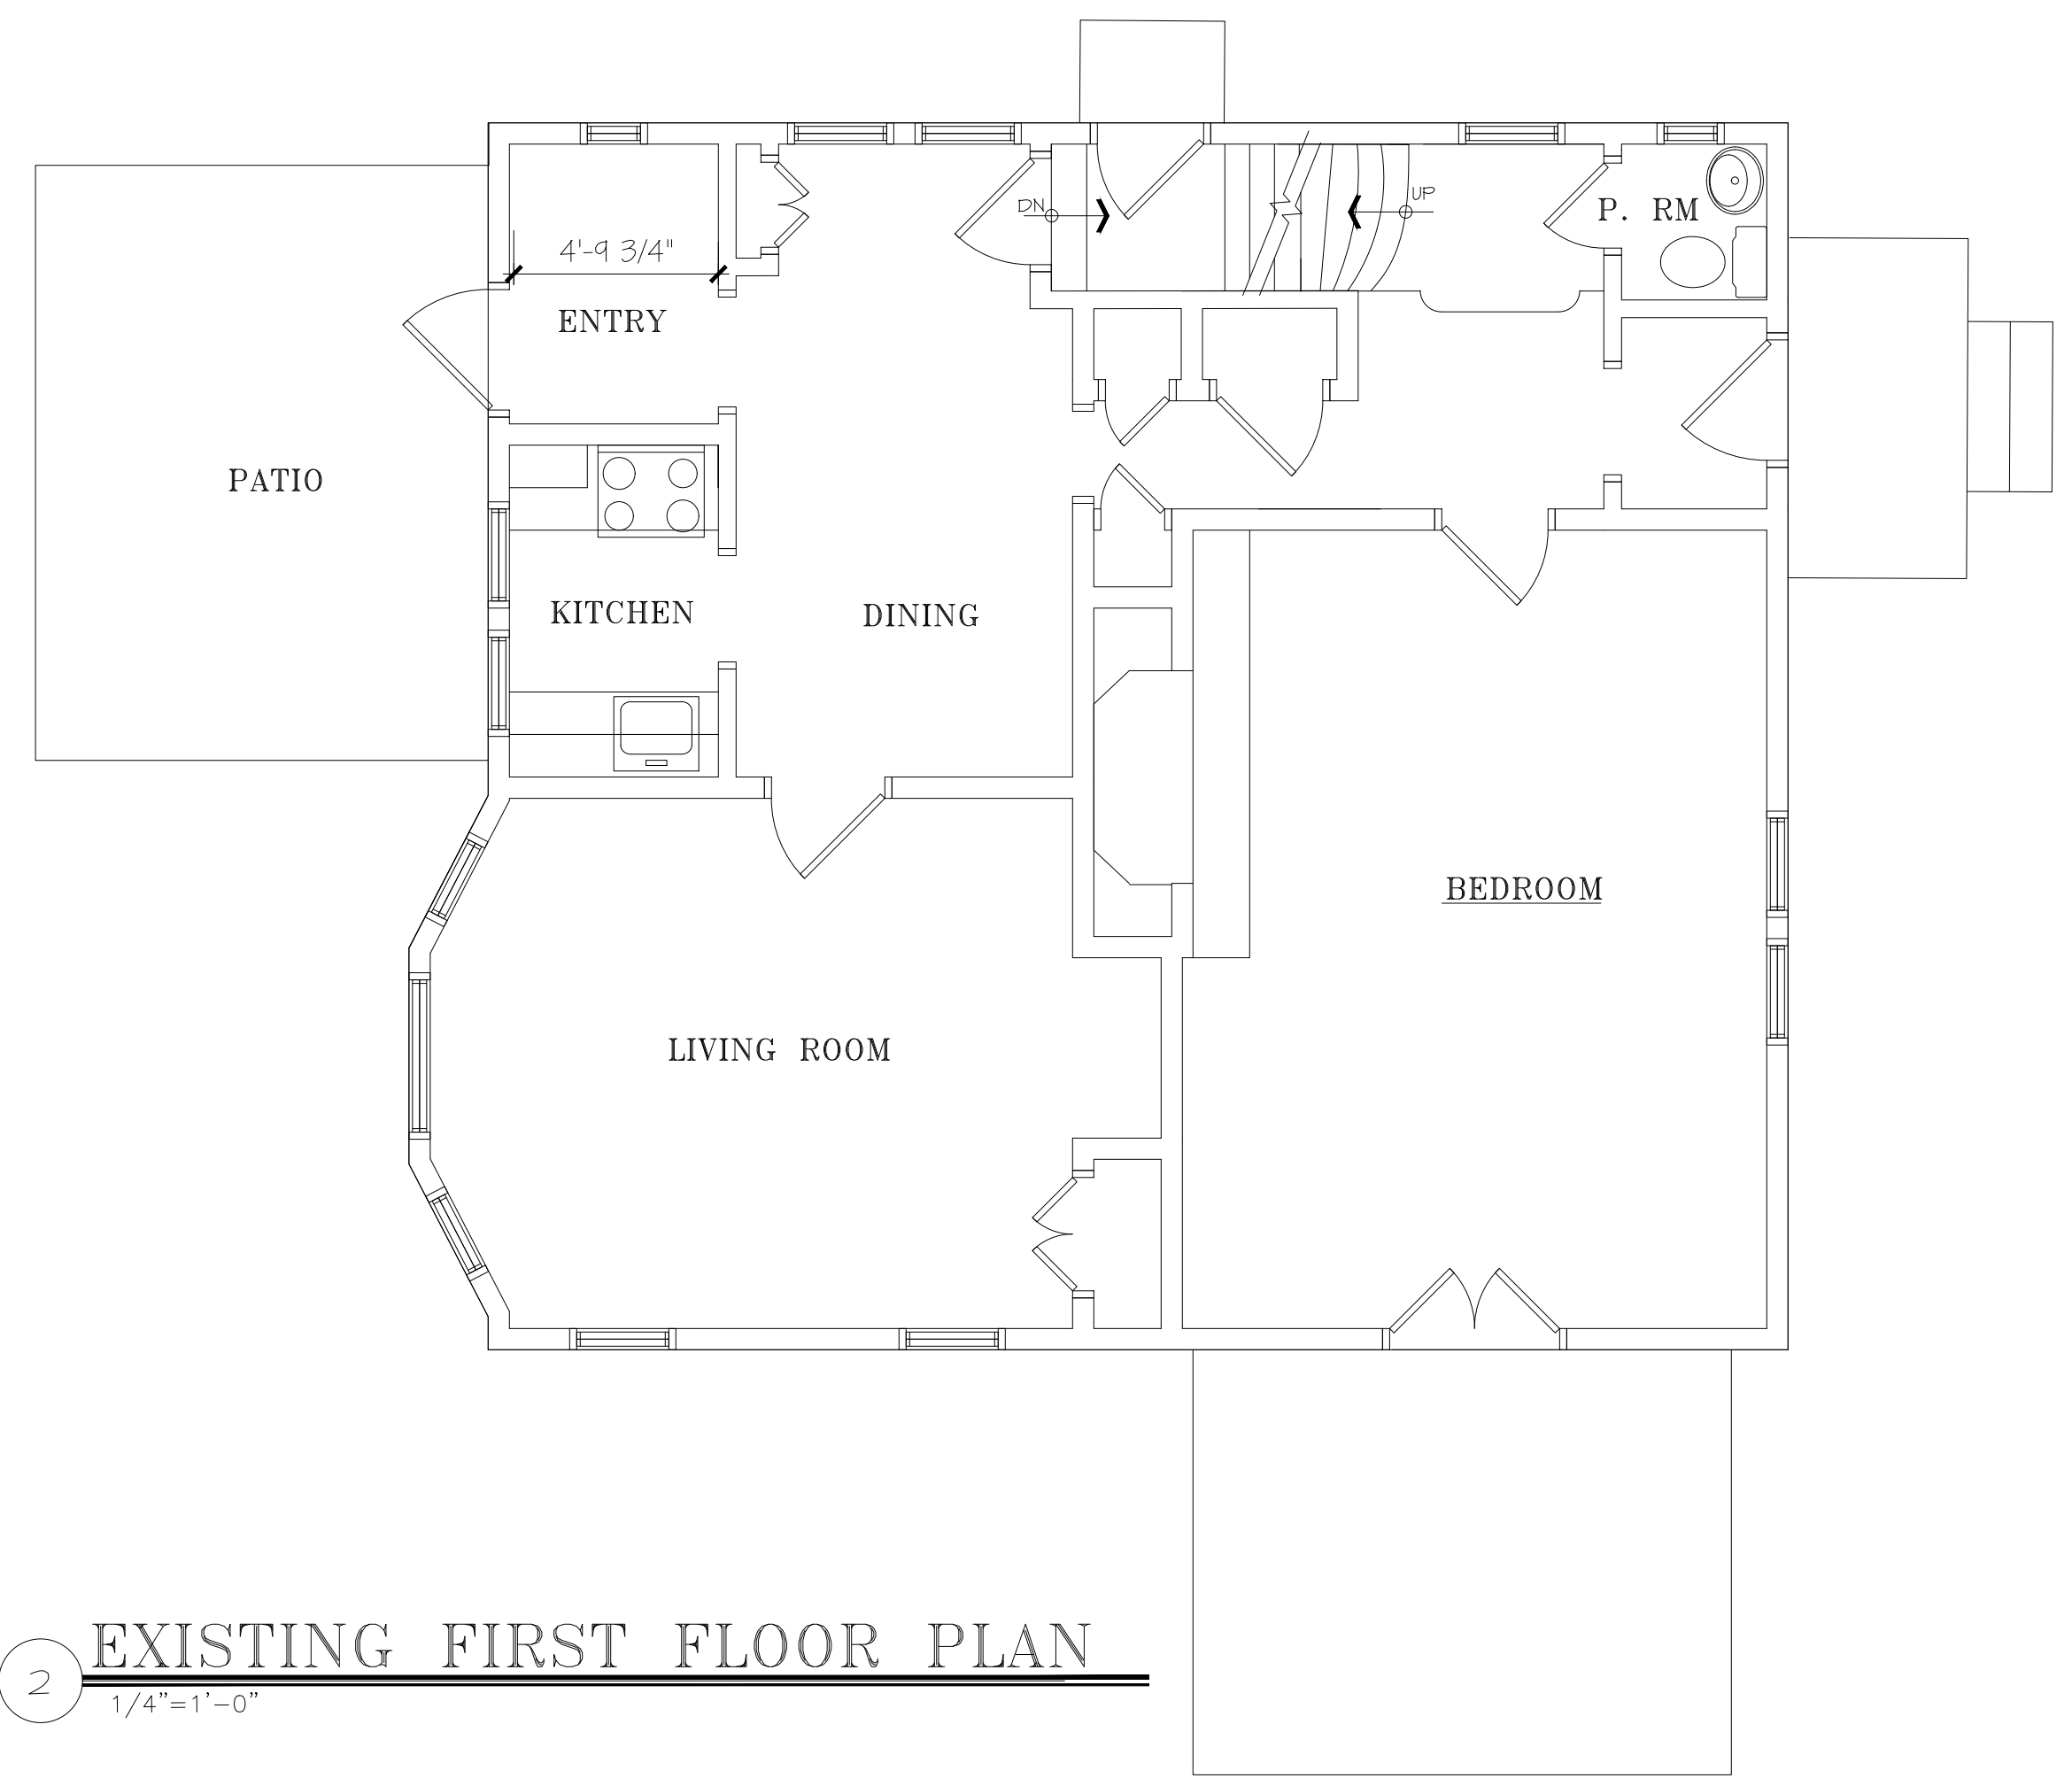 DN
UP
P. RM
4'-9 3/4"
ENTRY
PATIO
KITCHEN
DINING
BEDROOM
LIVING ROOM
EXISTING FIRST FLOOR PLAN
2
1/4"=1'-0"